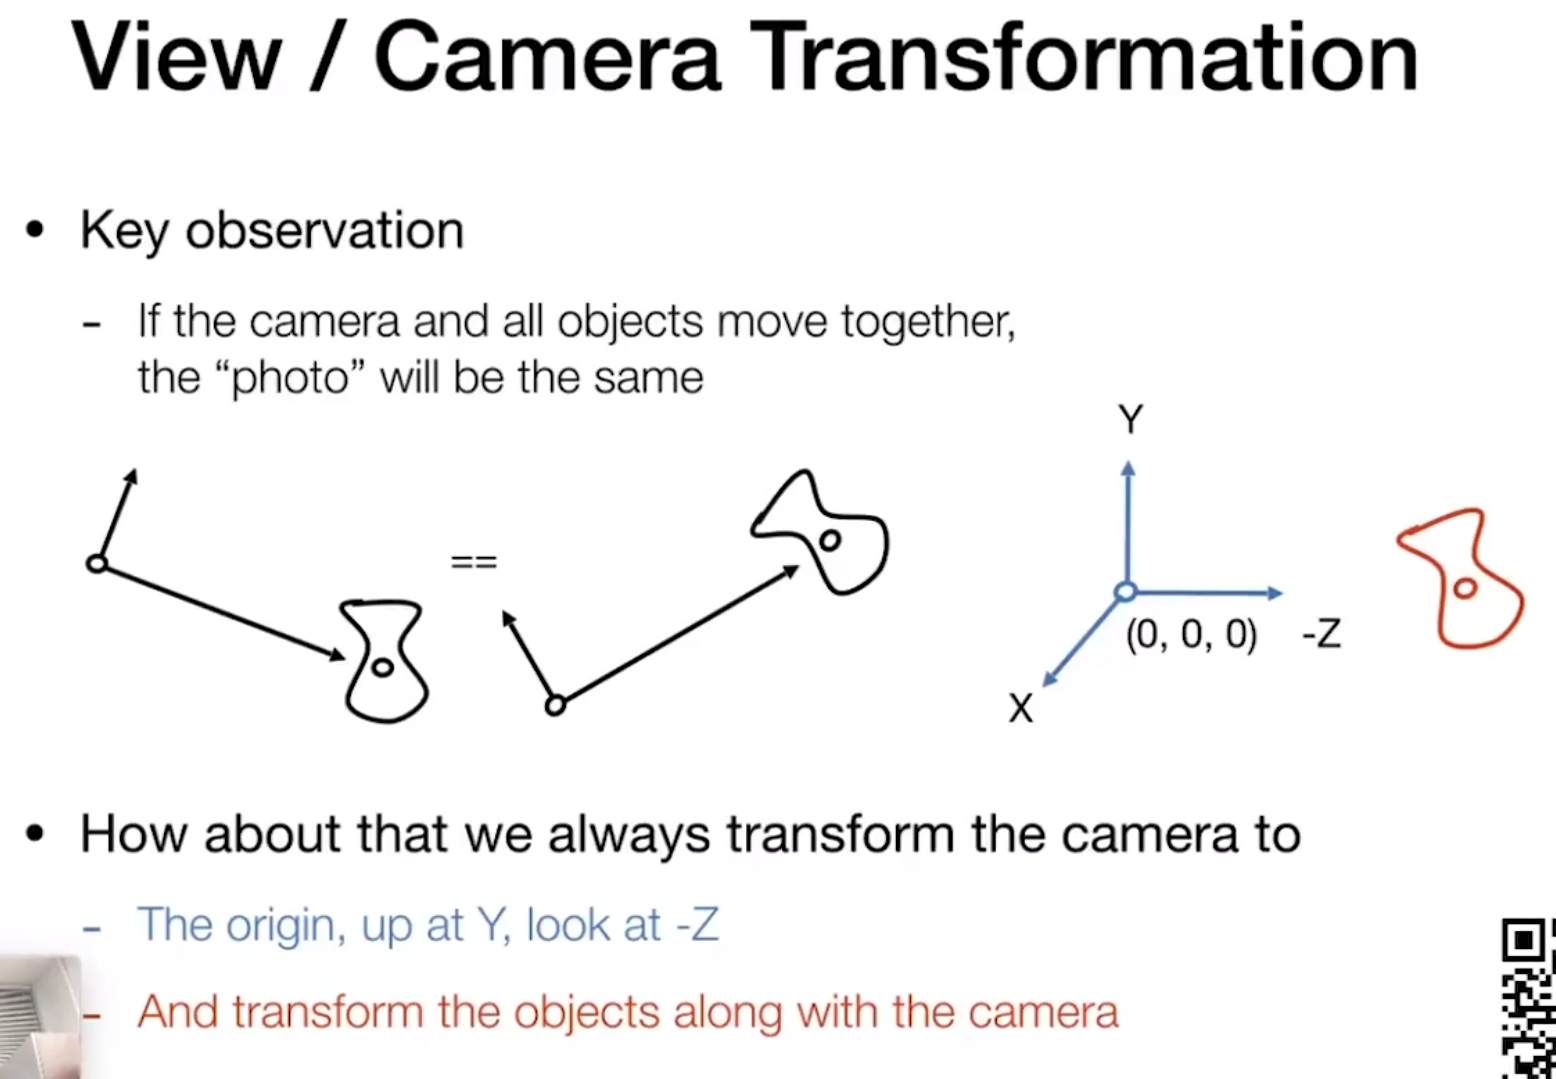 View / Camera Transformation
• Key observation
- If the camera and all objects move together,
the “photo” will be the same
==
Y
(0, 0, 0)
-Z
X
• How about that we always transform the camera to
- The origin, up at Y, look at -Z
- And transform the objects along with the camera